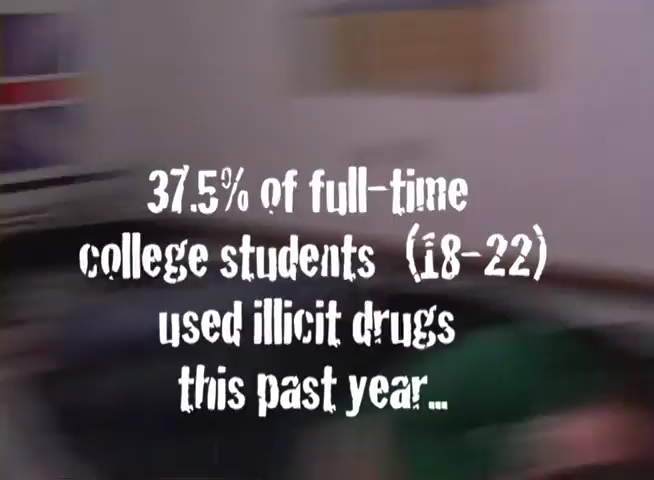 37.5% of full-time
college students (18-22)
used illicit drugs
this past year...